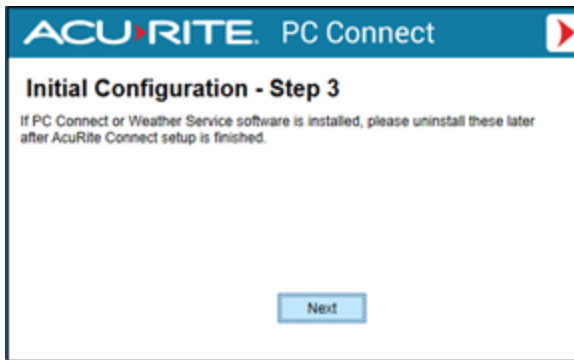 ACU›RITE. PC Connect
Initial Configuration - Step 3
If PC Connect or Weather Service software is installed, please uninstall these later
after AcuRite Connect setup is finished.
Next